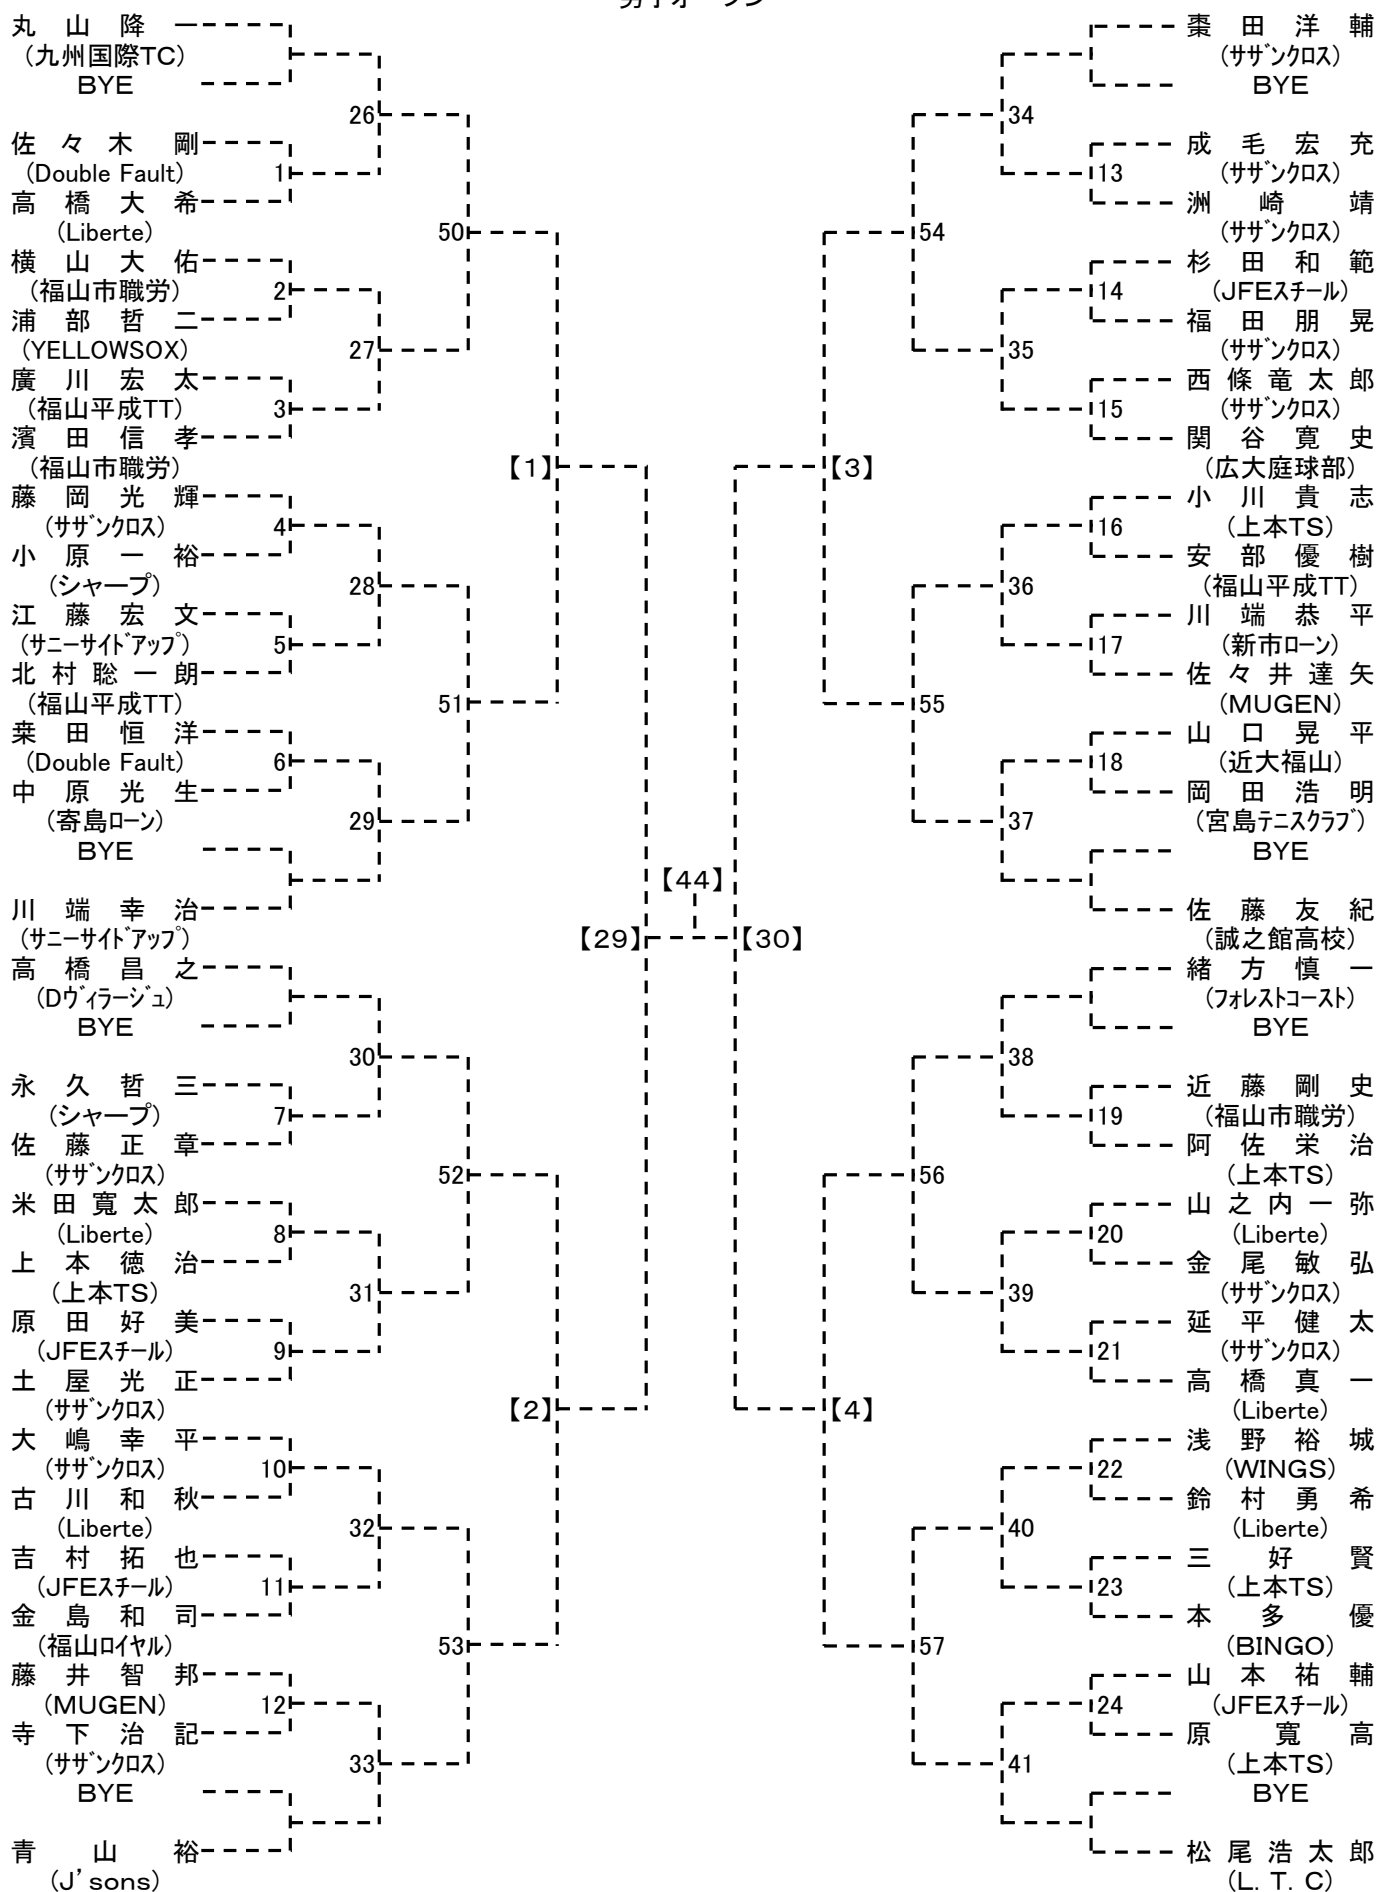 丸山降一
(九州国際TC)
BYE
26
佐々木剛
(Double Fault)
1
高橋大希
(Liberte)
50
横山大佑
(福山市職労)
2
浦部哲二
(YELLOWSOX)
27
廣川宏太
(福山平成TT)
3
濱田信孝
(福山市職労)
【1】
藤岡光輝
(サザンクロス)
4
小原一裕
(シャープ)
28
江藤宏文
(サニーサイドアップ)
5
北村聡一朗
(福山平成TT)
51
桒田恒洋
(Double Fault)
6
中原光生
(寄島ローン)
29
BYE
川端幸治
(サニーサイドアップ)
【29】
【44】
【30】
高橋昌之
(Dヴィラージュ)
BYE
30
永久哲三
(シャープ)
7
佐藤正章
(サザンクロス)
52
米田寛太郎
(Liberte)
8
上本徳治
(上本TS)
31
原田好美
(JFEスチール)
9
土屋光正
(サザンクロス)
【2】
大嶋幸平
(サザンクロス)
10
古川和秋
(Liberte)
32
吉村拓也
(JFEスチール)
11
金島和司
(福山ロイヤル)
53
藤井智邦
(MUGEN)
12
寺下治記
(サザンクロス)
33
BYE
青山裕
(J'sons)
棗田洋輔
(サザンクロス)
BYE
34
成毛宏充
13
(サザンクロス)
洲崎靖
(サザンクロス)
54
杉田和範
14
(JFEスチール)
福田朋晃
(サザンクロス)
35
西條竜太郎
15
(サザンクロス)
関谷寛史
(広大庭球部)
【3】
小川貴志
16
(上本TS)
安部優樹
(福山平成TT)
36
川端恭平
17
(新市ローン)
佐々井達矢
(MUGEN)
55
山口晃平
18
(近大福山)
岡田浩明
(宮島テニスクラブ)
37
BYE
佐藤友紀
(誠之館高校)
緒方慎一
(フォレストコースト)
BYE
38
近藤剛史
19
(福山市職労)
阿佐栄治
(上本TS)
56
山之内一弥
20
(Liberte)
金尾敏弘
(サザンクロス)
39
延平健太
21
(サザンクロス)
高橋真一
(Liberte)
【4】
浅野裕城
22
(WINGS)
鈴村勇希
(Liberte)
40
三好賢
23
(上本TS)
本多優
(BINGO)
57
山本祐輔
24
(JFEスチール)
原寛高
(上本TS)
41
BYE
松尾浩太郎
(L.T.C)